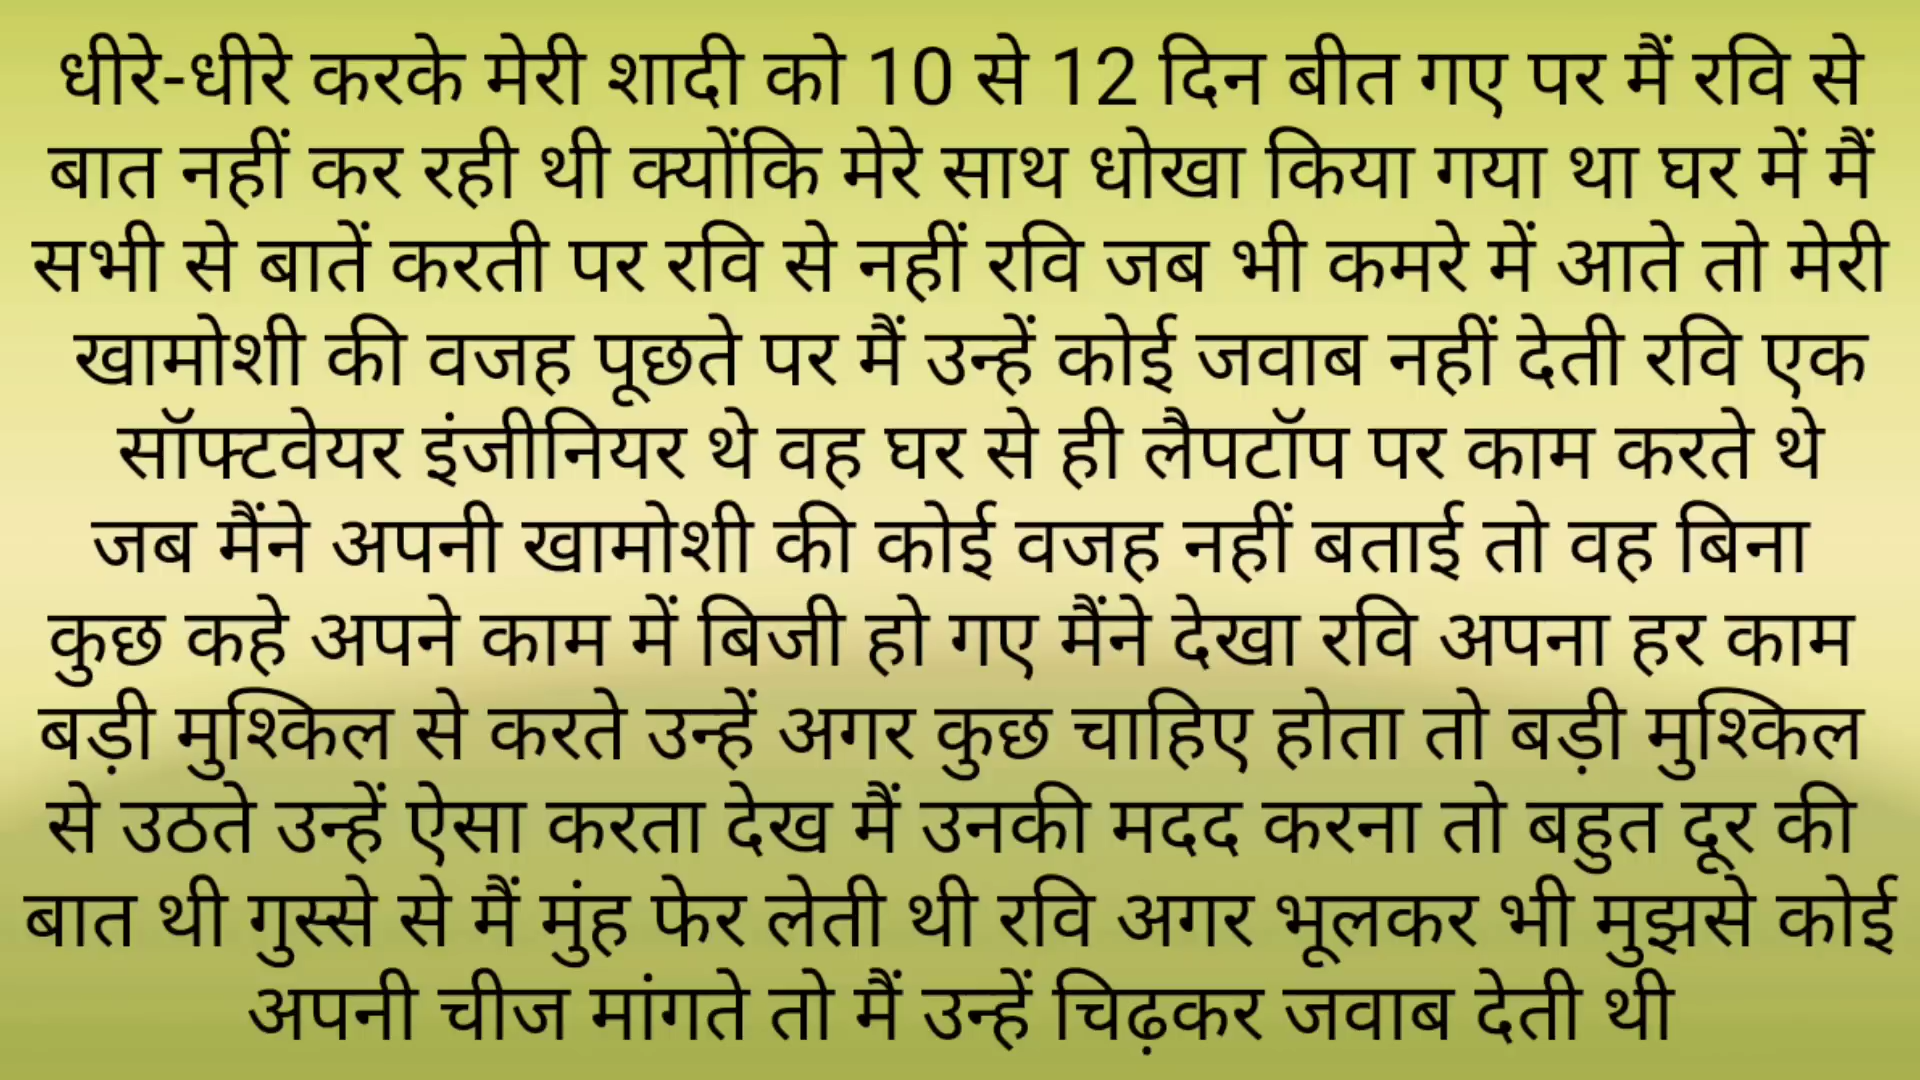 धीरे-धीरे करके मेरी शादी को 10 से 12 दिन बीत गए पर मैं रवि से
बात नहीं कर रही थी क्योंकि मेरे साथ धोखा किया गया था घर में मैं
सभी से बातें करती पर रवि से नहीं रवि जब भी कमरे में आते तो मेरी
खामोशी की वजह पूछते पर मैं उन्हें कोई जवाब नहीं देती रवि एक
सॉफ्टवेयर इंजीनियर थे वह घर से ही लैपटॉप पर काम करते थे
जब मैंने अपनी खामोशी की कोई वजह नहीं बताई तो वह बिना
कुछ कहे अपने काम में बिजी हो गए मैंने देखा रवि अपना हर काम
बड़ी मुश्किल से करते उन्हें अगर कुछ चाहिए होता तो बड़ी मुश्किल
से उठते उन्हें ऐसा करता देख मैं उनकी मदद करना तो बहुत दूर की
बात थी गुस्से से मैं मुंह फेर लेती थी रवि अगर भूलकर भी मुझसे कोई
अपनी चीज मांगते तो मैं उन्हें चिढ़कर जवाब देती थी